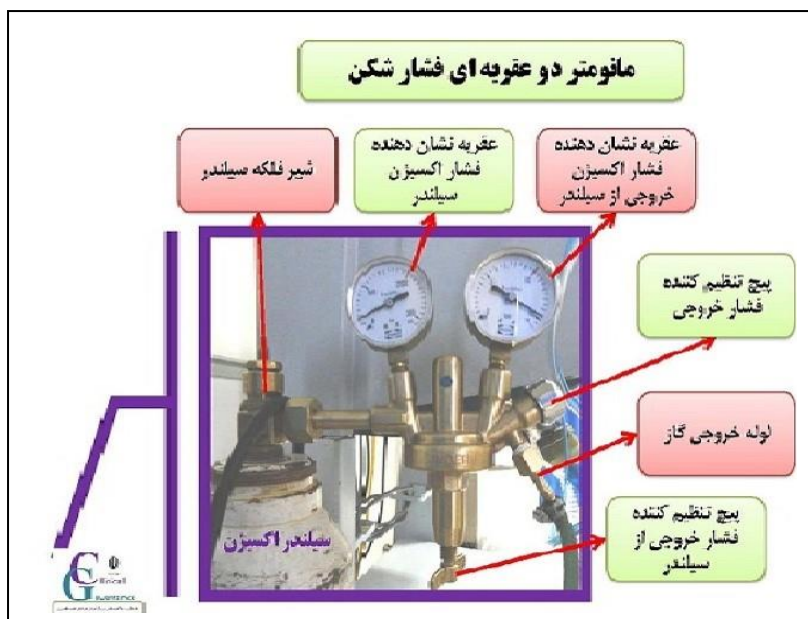 مانومتر دو عقربه ای فشار شکن
عقربه نشان دهنده
فشار اکسیژن
خروجی از سیلندر
عقربه نشان دهنده
فشار اکسیژن
سیلندر
شیر فلکه سیلندر
پیچ تنظیم کننده
فشار خروجی
لوله خروجی گاز
پیچ تنظیم کننده
فشار خروجی از
سیلندر
سیلندر اکسیژن
Clinical
Governance